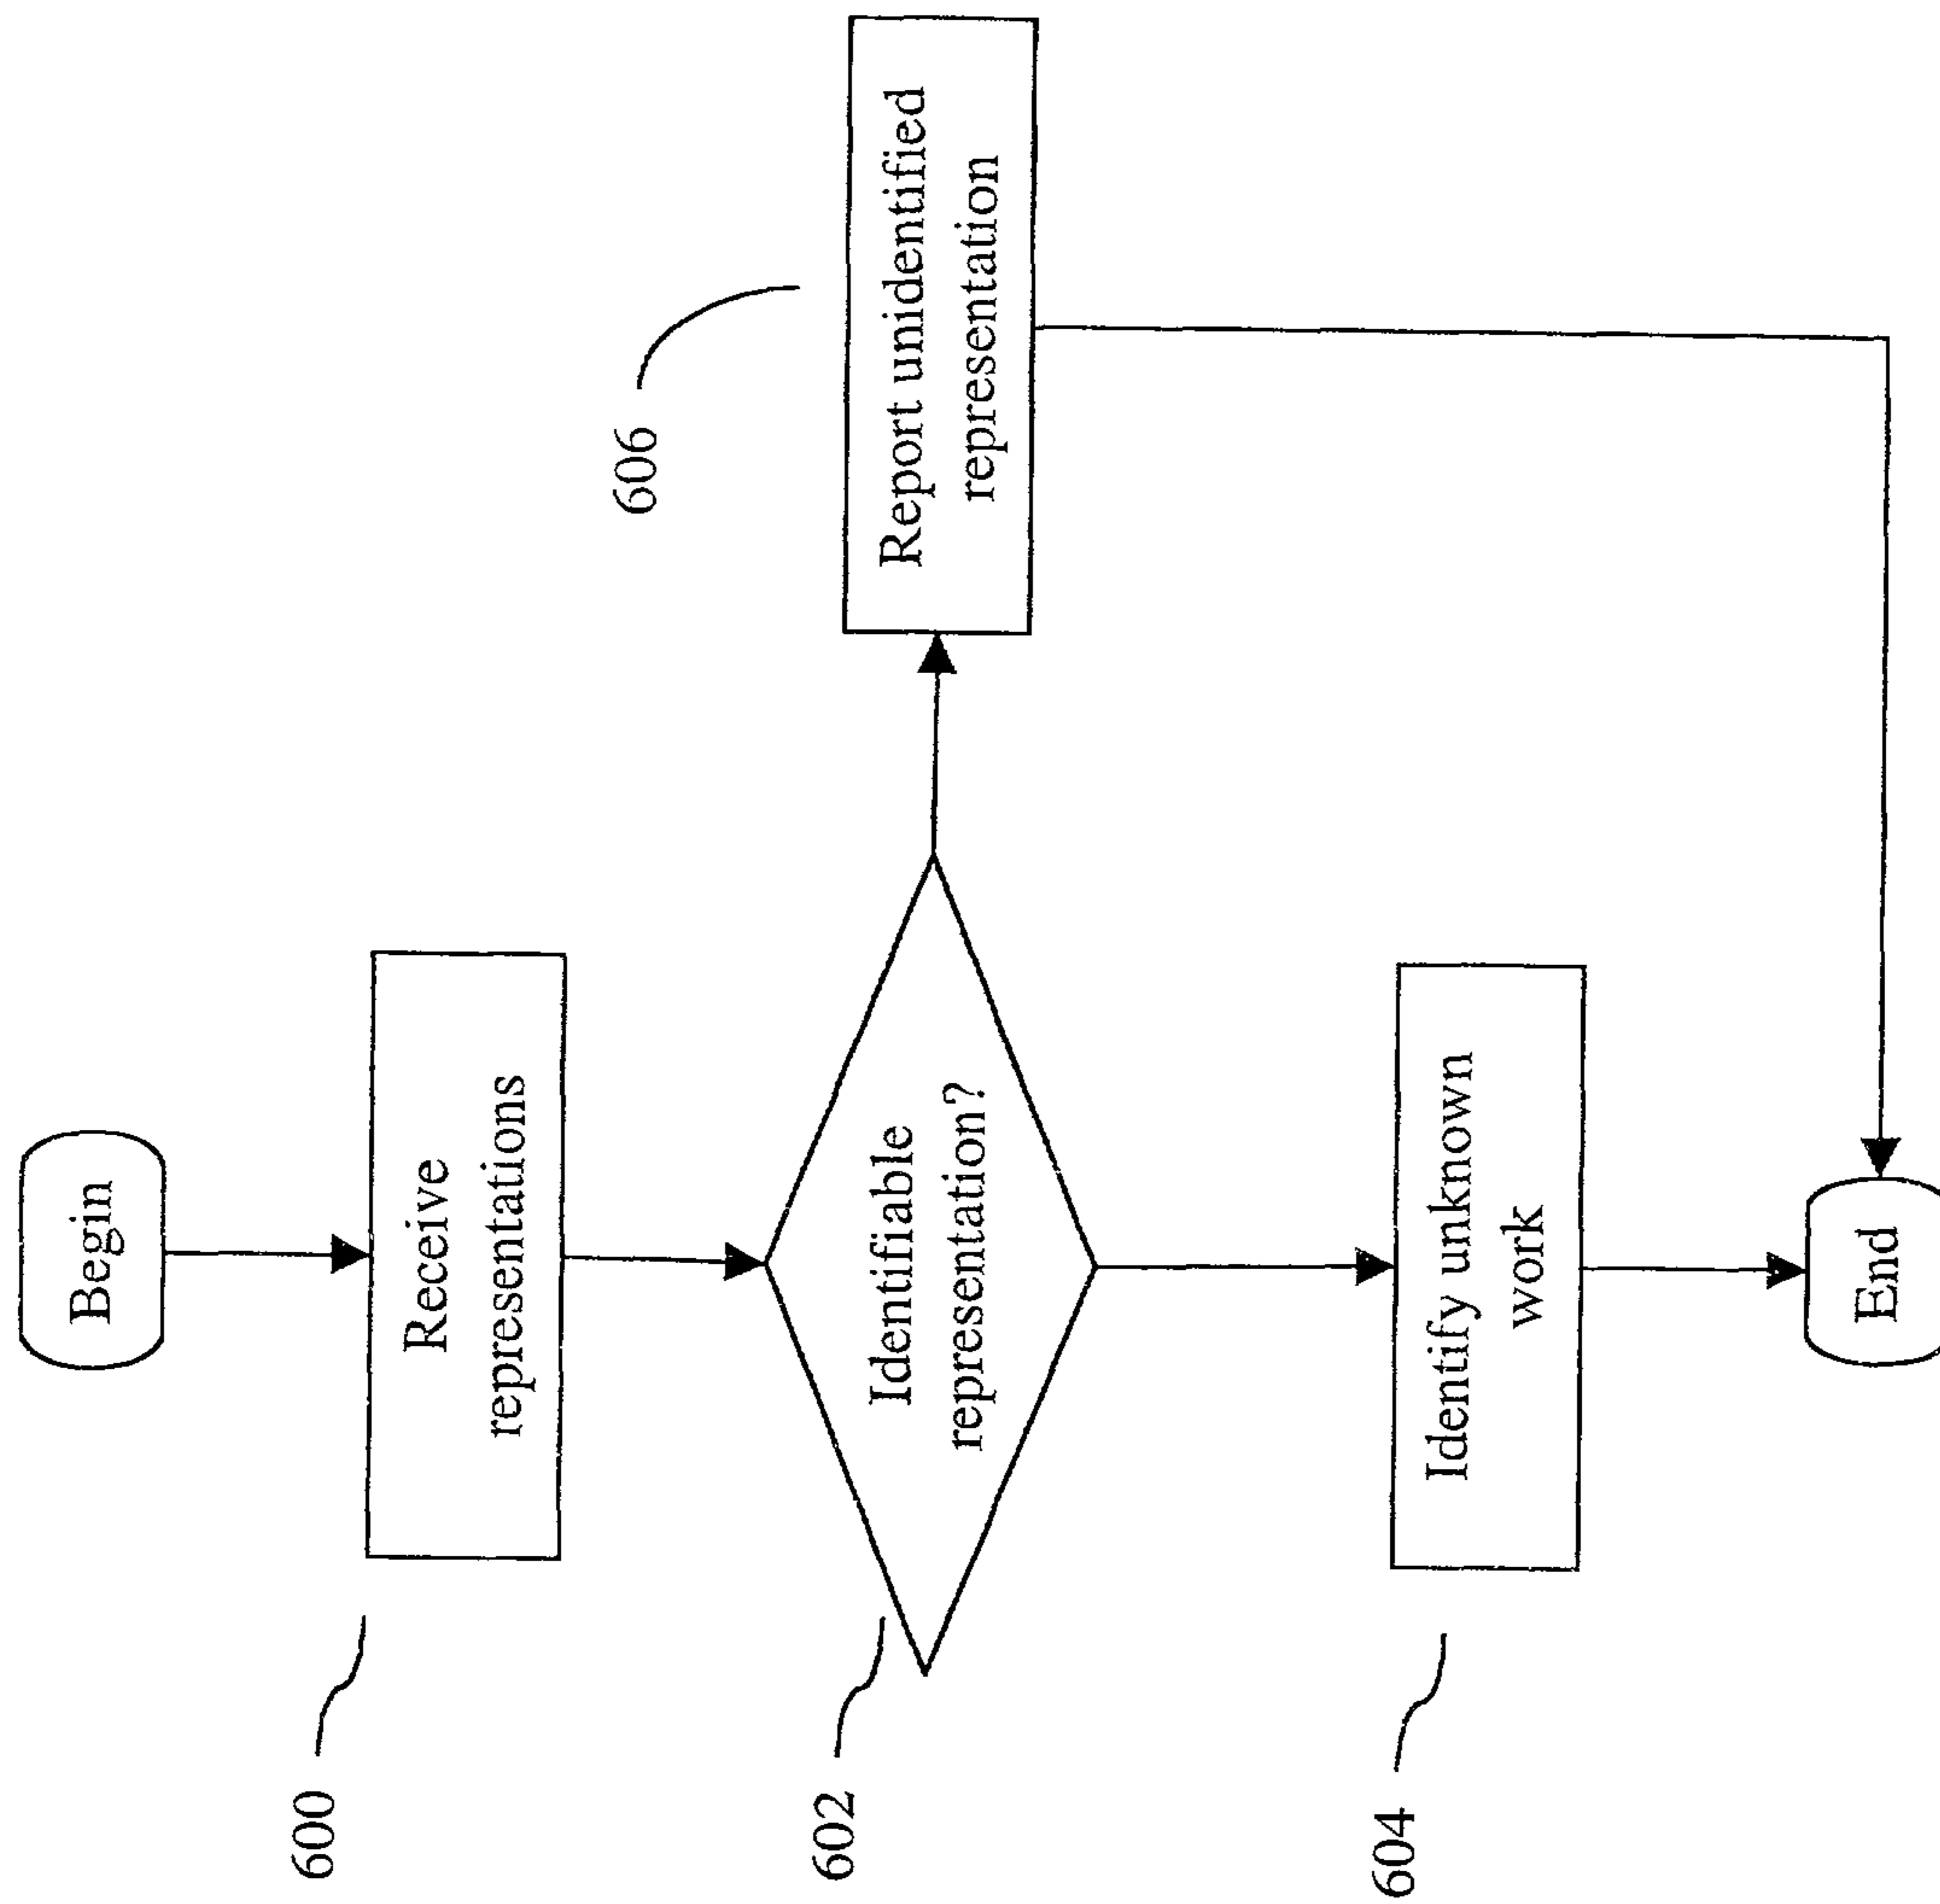 Begin
600
Receive
representations
602
Identifiable
representation?
606
Report unidentified
representation
604
Identify unknown
work
End